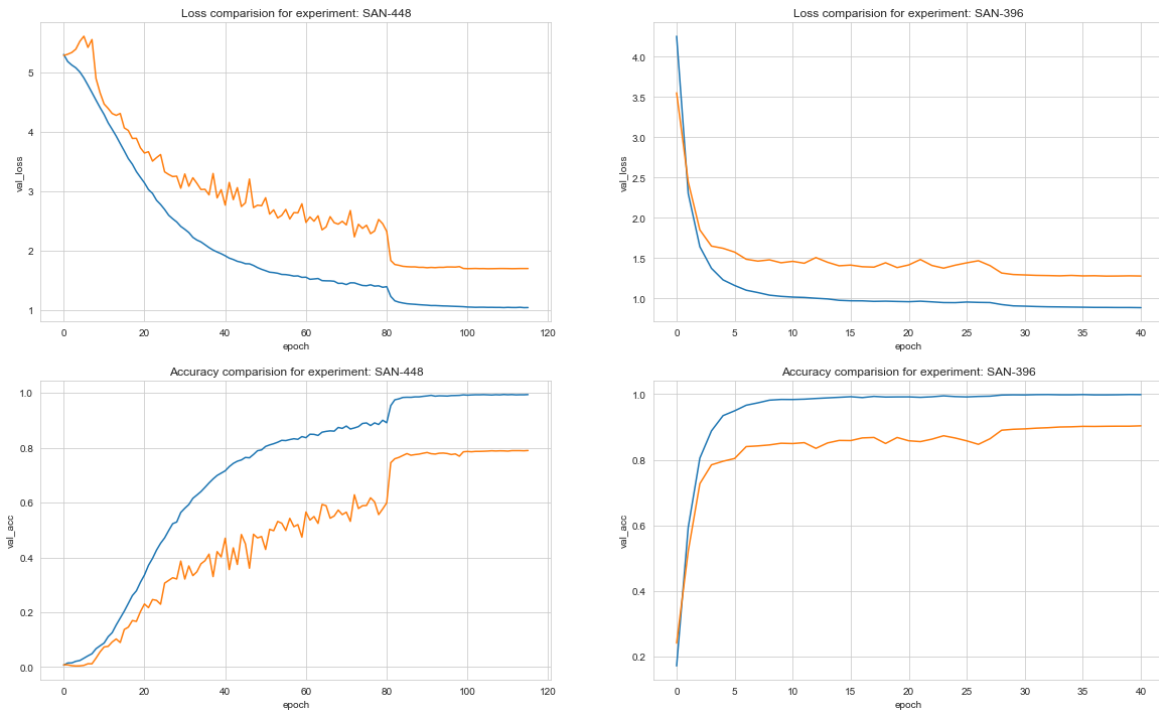 Loss comparision for experiment: SAN-448
val_loss
5
4
3
2
1
0 20 40 60 80 100 120
epoch
Loss comparision for experiment: SAN-396
val_loss
4.0
3.5
3.0
2.5
2.0
1.5
1.0
0 5 10 15 20 25 30 35 40
epoch
Accuracy comparision for experiment: SAN-448
val_acc
1.0
0.8
0.6
0.4
0.2
0.0
0 20 40 60 80 100 120
epoch
Accuracy comparision for experiment: SAN-396
val_acc
1.0
0.8
0.6
0.4
0.2
0 5 10 15 20 25 30 35 40
epoch